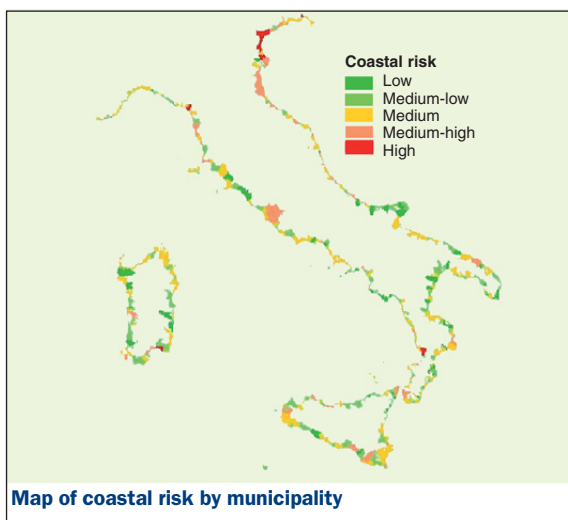 Coastal risk
Low
Medium-low
Medium
Medium-high
High
Map of coastal risk by municipality